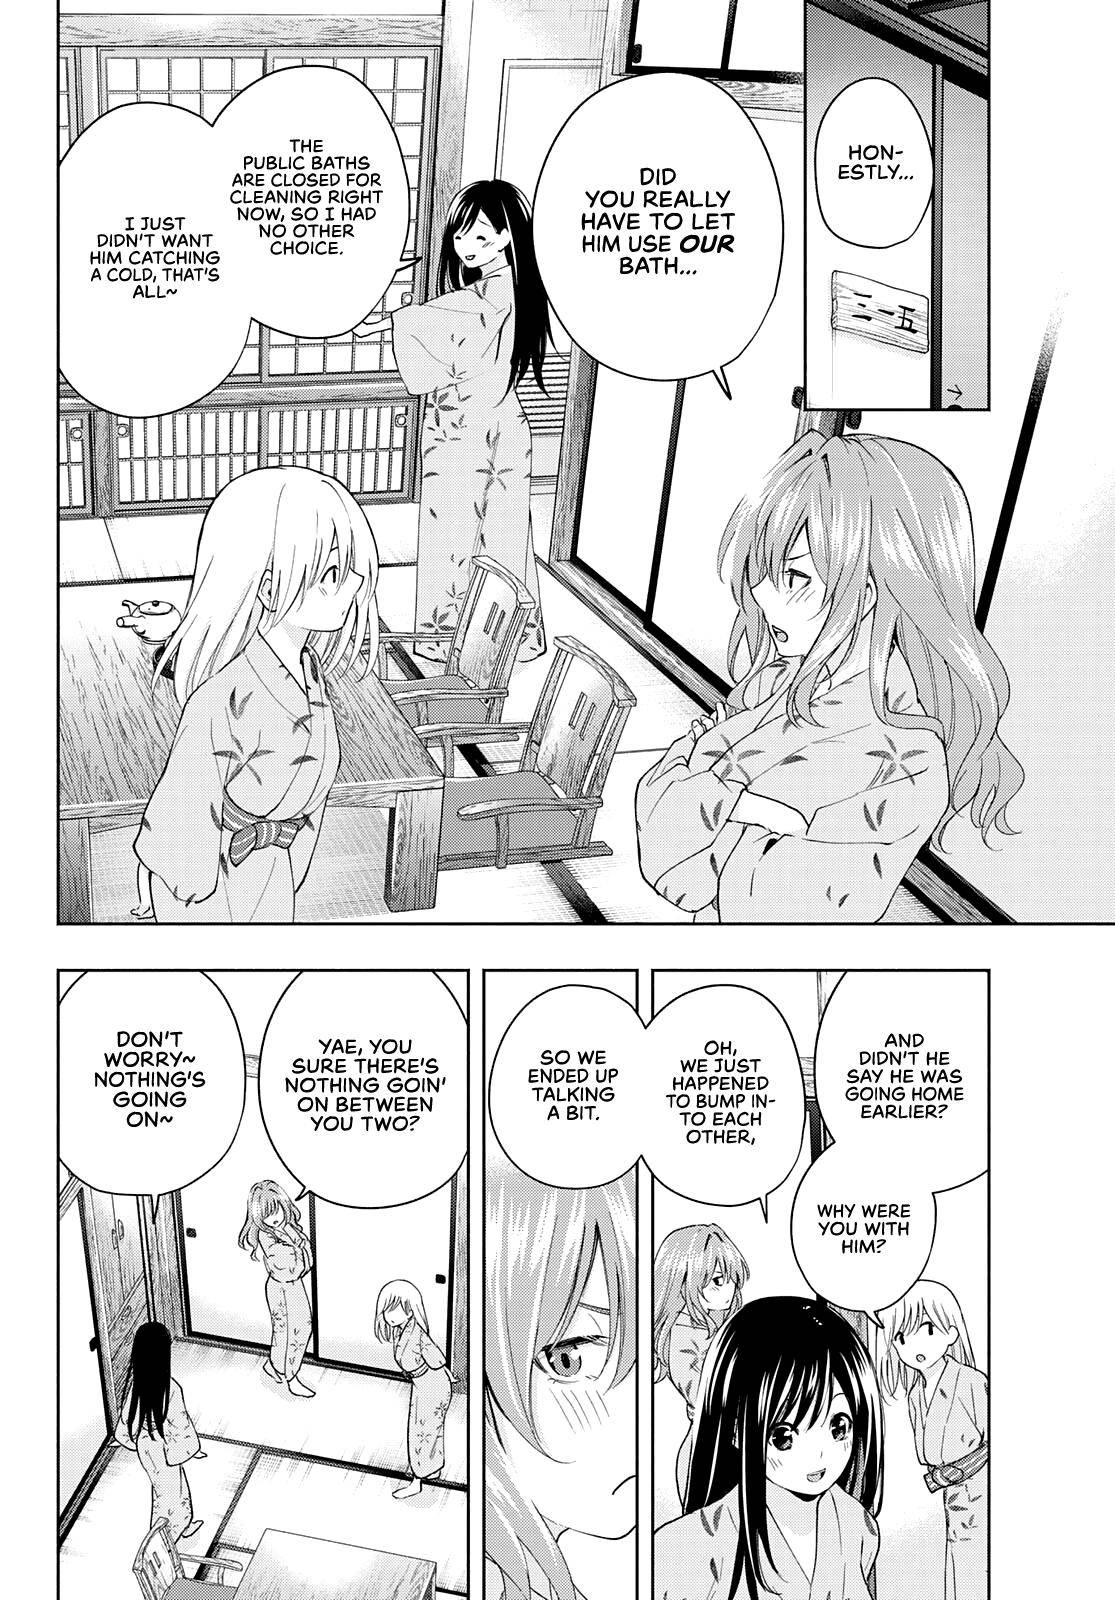 HON-
ESTLY...
三一五
→
DID
YOU REALLY
HAVE TO LET
HIM USE OUR
BATH...
THE
PUBLIC BATHS
ARE CLOSED FOR
CLEANING RIGHT
NOW, SO I HAD
NO OTHER
CHOICE.
I JUST
DIDN'T WANT
HIM CATCHING
A COLD, THAT'S
ALL~
AND
DIDN'T HE
SAY HE WAS
GOING HOME
EARLIER?
WHY WERE
YOU WITH
HIM?
OH,
WE JUST
HAPPENED
TO BUMP IN-
TO EACH
OTHER,
SO WE
ENDED UP
TALKING
A BIT.
YAE, YOU
SURE THERE'S
NOTHING GOIN'
ON BETWEEN
YOU TWO?
DON'T
WORRY~
NOTHING'S
GOING
ON~